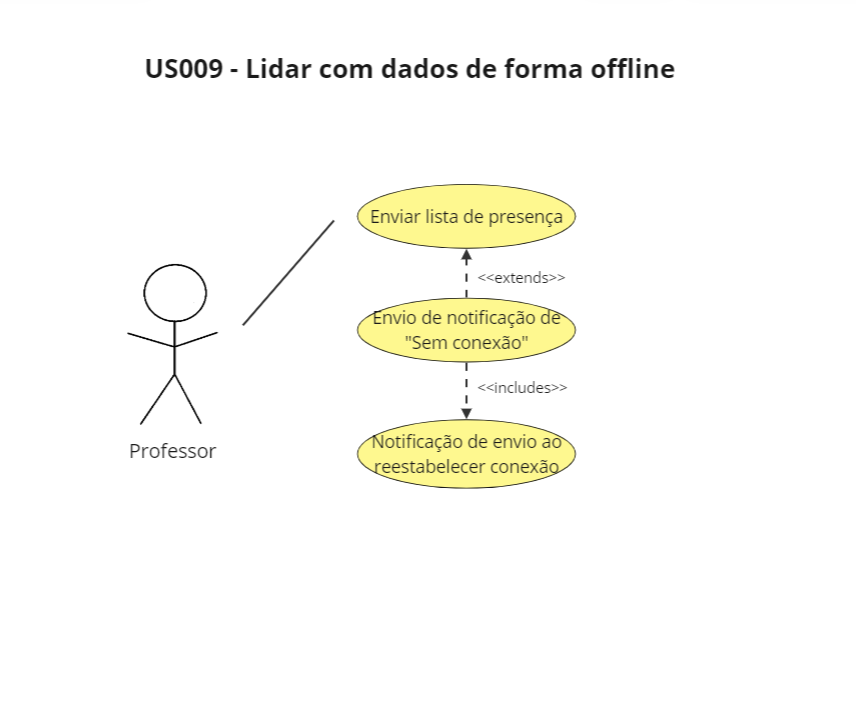 US009 - Lidar com dados de forma offline
Enviar lista de presença
<<extends>>
Envio de notificação de
"Sem conexão"
<<includes>>
Notificação de envio ao
reestabelecer conexão
Professor